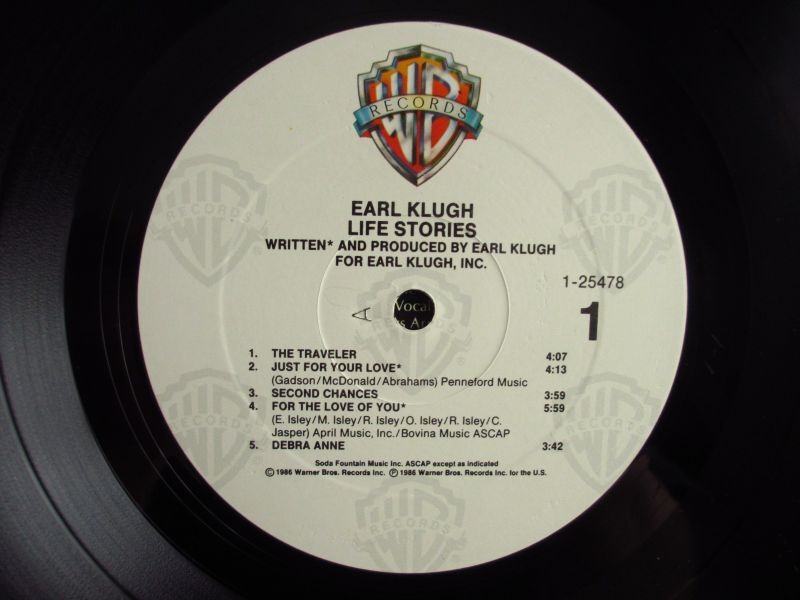 WB
RECORDS
EARL KLUGH
LIFE STORIES
WRITTEN* AND PRODUCED BY EARL KLUGH
FOR EARL KLUGH, INC.
1-25478
1
Vocal
A
1. THE TRAVELER 4:07
2. JUST FOR YOUR LOVE* 4:13
(Gadson/McDonald/Abrahams) Penneford Music
3. SECOND CHANCES 3:59
4. FOR THE LOVE OF YOU* 5:59
(E. Isley/M. Isley/R. Isley/O. Isley/R. Isley/C.
Jasper) April Music, Inc./Bovina Music ASCAP
5. DEBRA ANNE 3:42
Soda Fountain Music Inc. ASCAP except as indicated
©1986 Warner Bros. Records Inc. ℗1986 Warner Bros. Records Inc. for the U.S.